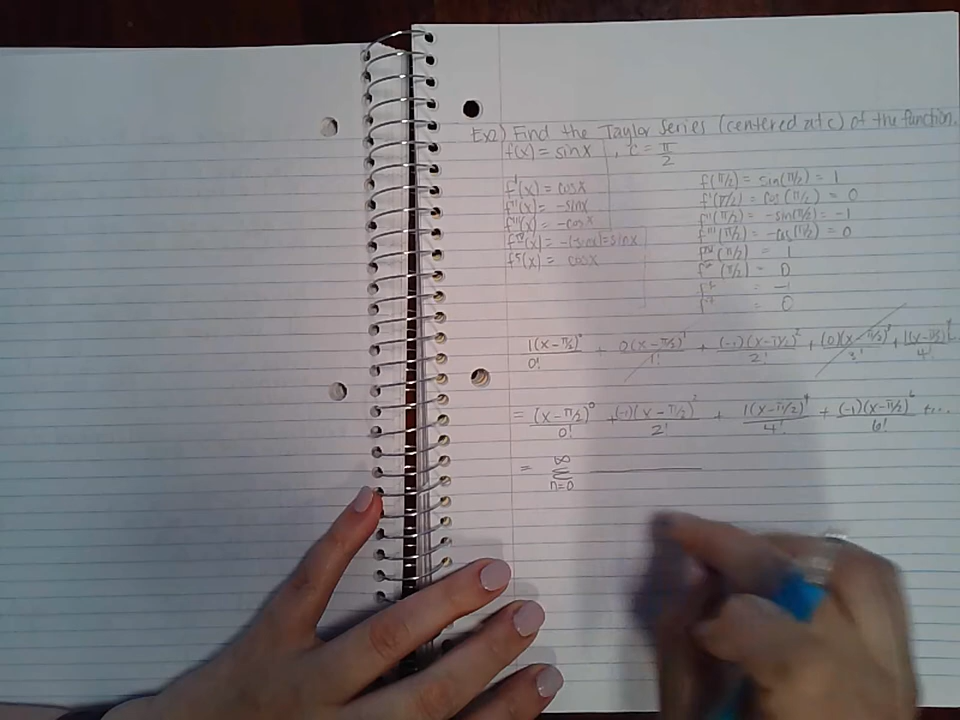 Ex2) Find the Taylor Series (centered at c) of the function.
f(x) = sinx , c = π/2
f'(x) = cosx
f''(x) = -sinx
f'''(x) = -cosx
f⁗(x) = -(-sinx) = sinx
f⁵(x) = cosx
f(π/2) = sin(π/2) = 1
f'(π/2) = cos(π/2) = 0
f''(π/2) = -sin(π/2) = -1
f'''(π/2) = -cos(π/2) = 0
(π/2) = 1
(π/2) = 0
= -1
= 0
1(x-π/2)⁰/0! + 0(x-π/2)¹/1! + (-1)(x-π/2)²/2! + (0)(x-π/2)³/3! + 1(x-π/2)⁴/4!
= (x-π/2)⁰/0! + (-1)(x-π/2)²/2! + 1(x-π/2)⁴/4! + (-1)(x-π/2)⁶/6! + ...
= ∞ Σ n=0